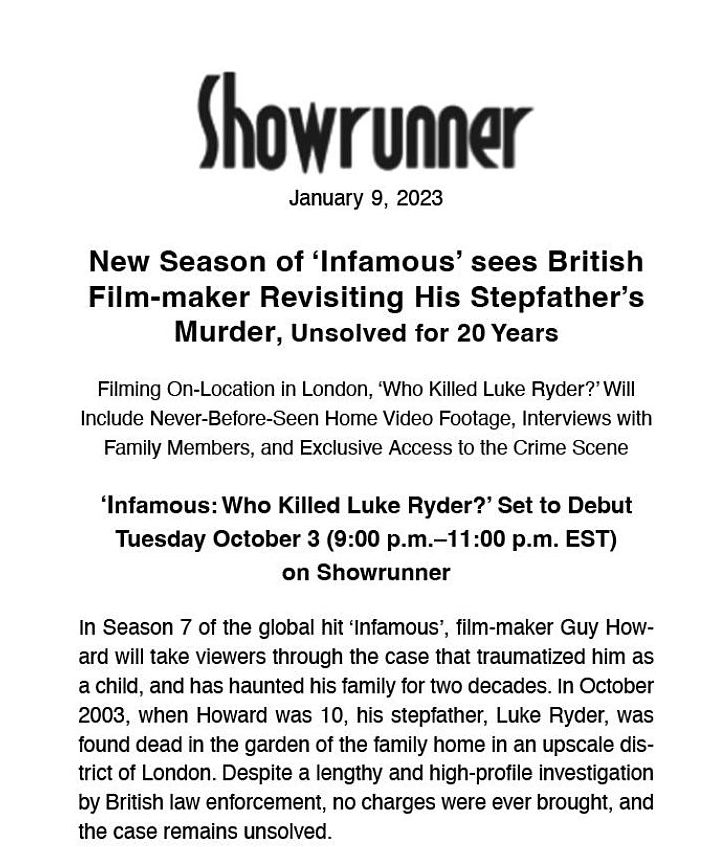 Showrunner
January 9, 2023
New Season of ‘Infamous’ sees British
Film-maker Revisiting His Stepfather’s
Murder, Unsolved for 20 Years
Filming On-Location in London, ‘Who Killed Luke Ryder?’ Will
Include Never-Before-Seen Home Video Footage, Interviews with
Family Members, and Exclusive Access to the Crime Scene
‘Infamous: Who Killed Luke Ryder?’ Set to Debut
Tuesday October 3 (9:00 p.m.–11:00 p.m. EST)
on Showrunner
In Season 7 of the global hit ‘Infamous’, film-maker Guy How-
ard will take viewers through the case that traumatized him as
a child, and has haunted his family for two decades. In October
2003, when Howard was 10, his stepfather, Luke Ryder, was
found dead in the garden of the family home in an upscale dis-
trict of London. Despite a lengthy and high-profile investigation
by British law enforcement, no charges were ever brought, and
the case remains unsolved.